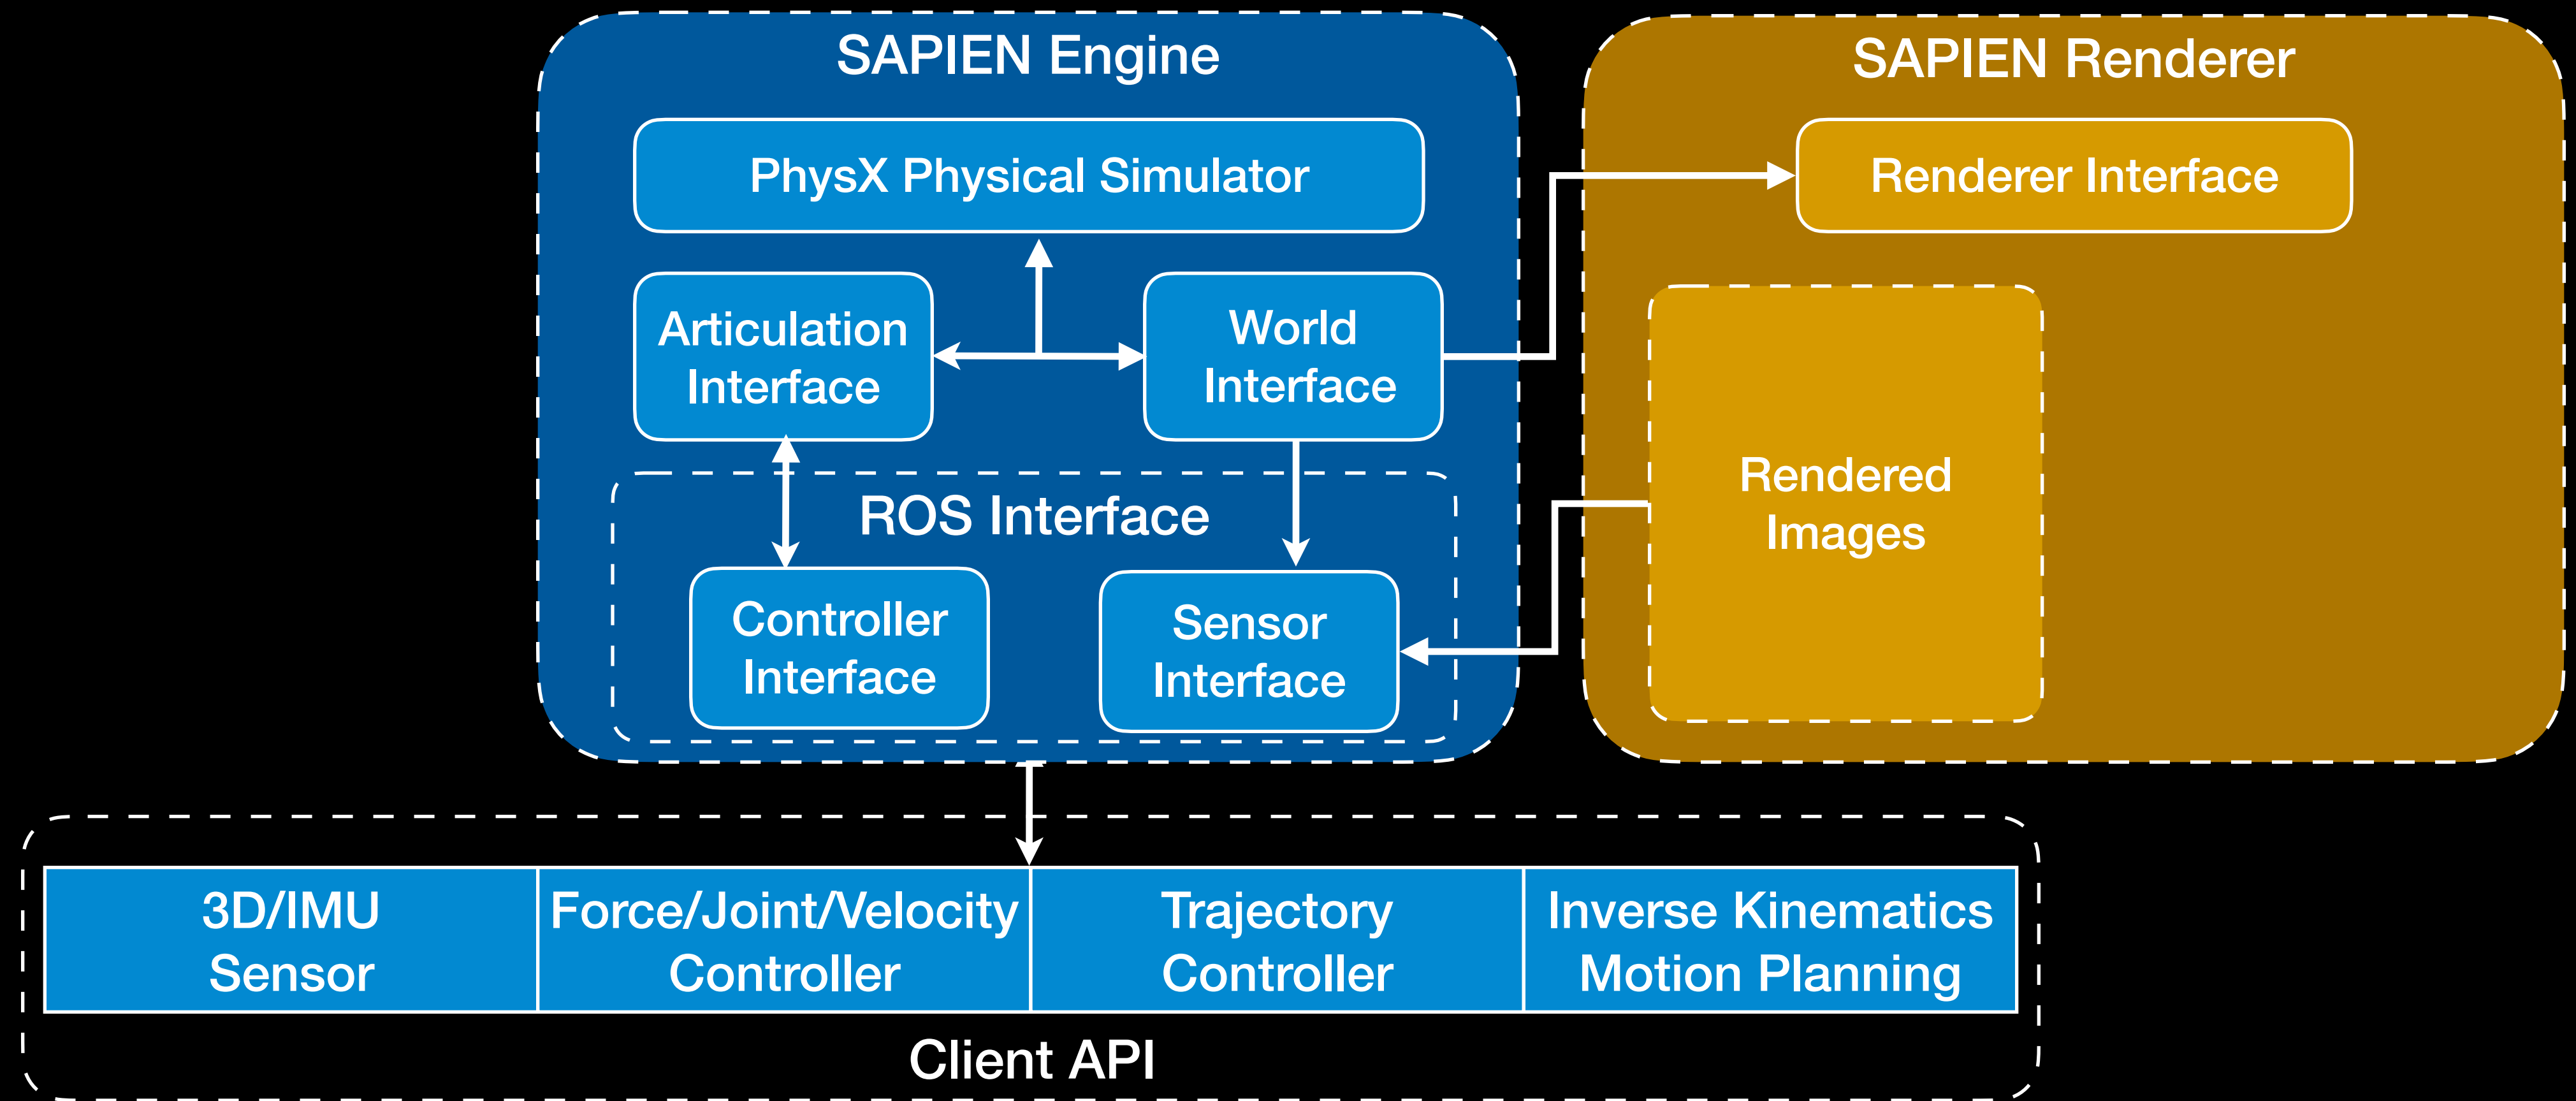 SAPIEN Engine
PhysX Physical Simulator
Articulation
Interface
World
Interface
ROS Interface
Controller
Interface
Sensor
Interface
SAPIEN Renderer
Renderer Interface
Rendered
Images
3D/IMU
Sensor
Force/Joint/Velocity
Controller
Trajectory
Controller
Inverse Kinematics
Motion Planning
Client API